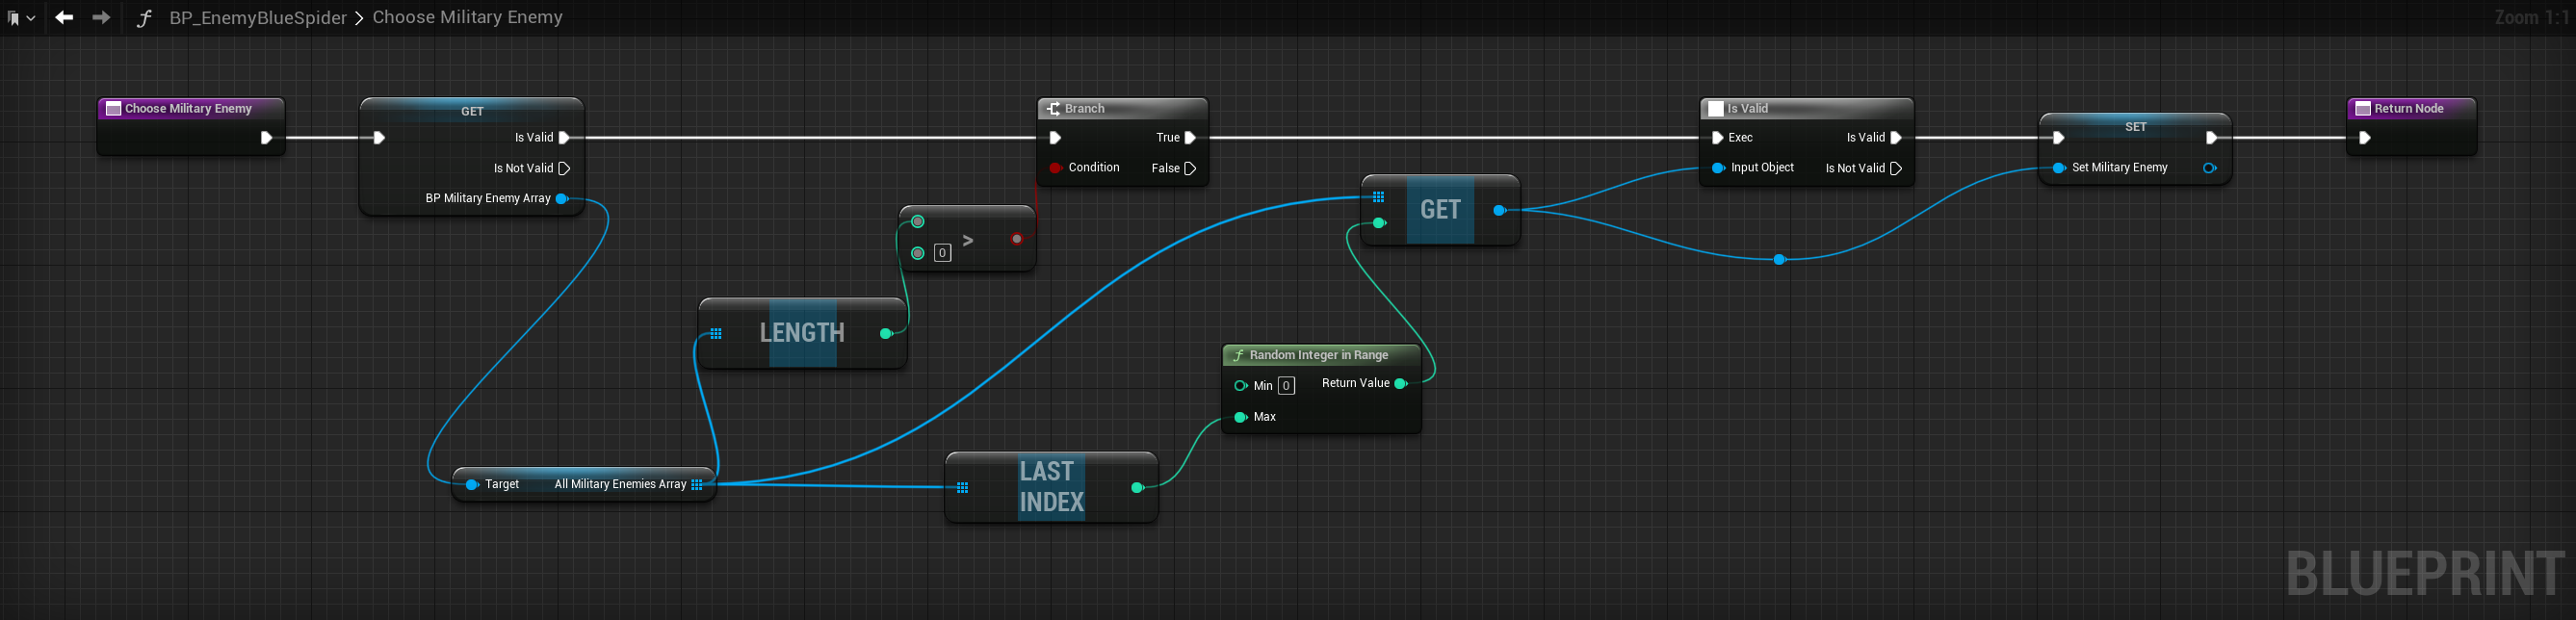 BP_EnemyBlueSpider > Choose Military Enemy
Zoom 1:1
Choose Military Enemy
GET
Is Valid
Is Not Valid
BP Military Enemy Array
Branch
True
Condition
False
>
0
LENGTH
Target
All Military Enemies Array
LAST
INDEX
Random Integer in Range
Min 0
Return Value
Max
GET
Is Valid
Exec
Is Valid
Input Object
Is Not Valid
SET
Set Military Enemy
Return Node
BLUEPRINT